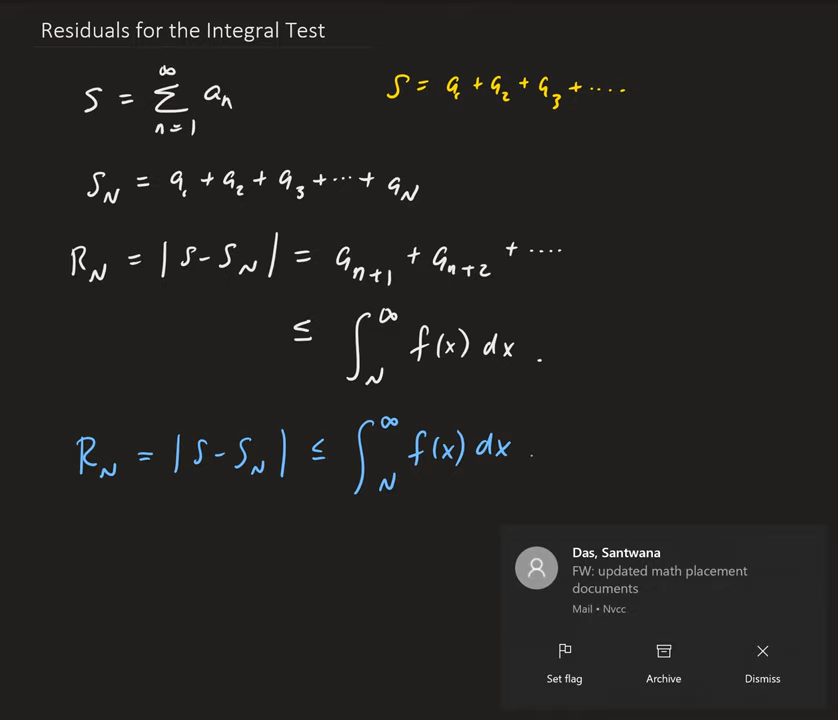 Residuals for the Integral Test
S = ∑_{n=1}^{∞} a_n
S = a_1 + a_2 + a_3 + ....
S_N = a_1 + a_2 + a_3 + ... + a_N
R_N = |S - S_N| = a_{n+1} + a_{n+2} + ....
≤ ∫_N^∞ f(x) dx .
R_N = |S - S_N| ≤ ∫_N^∞ f(x) dx .
Das, Santwana
FW: updated math placement
documents
Mail • Nvcc
Set flag Archive Dismiss